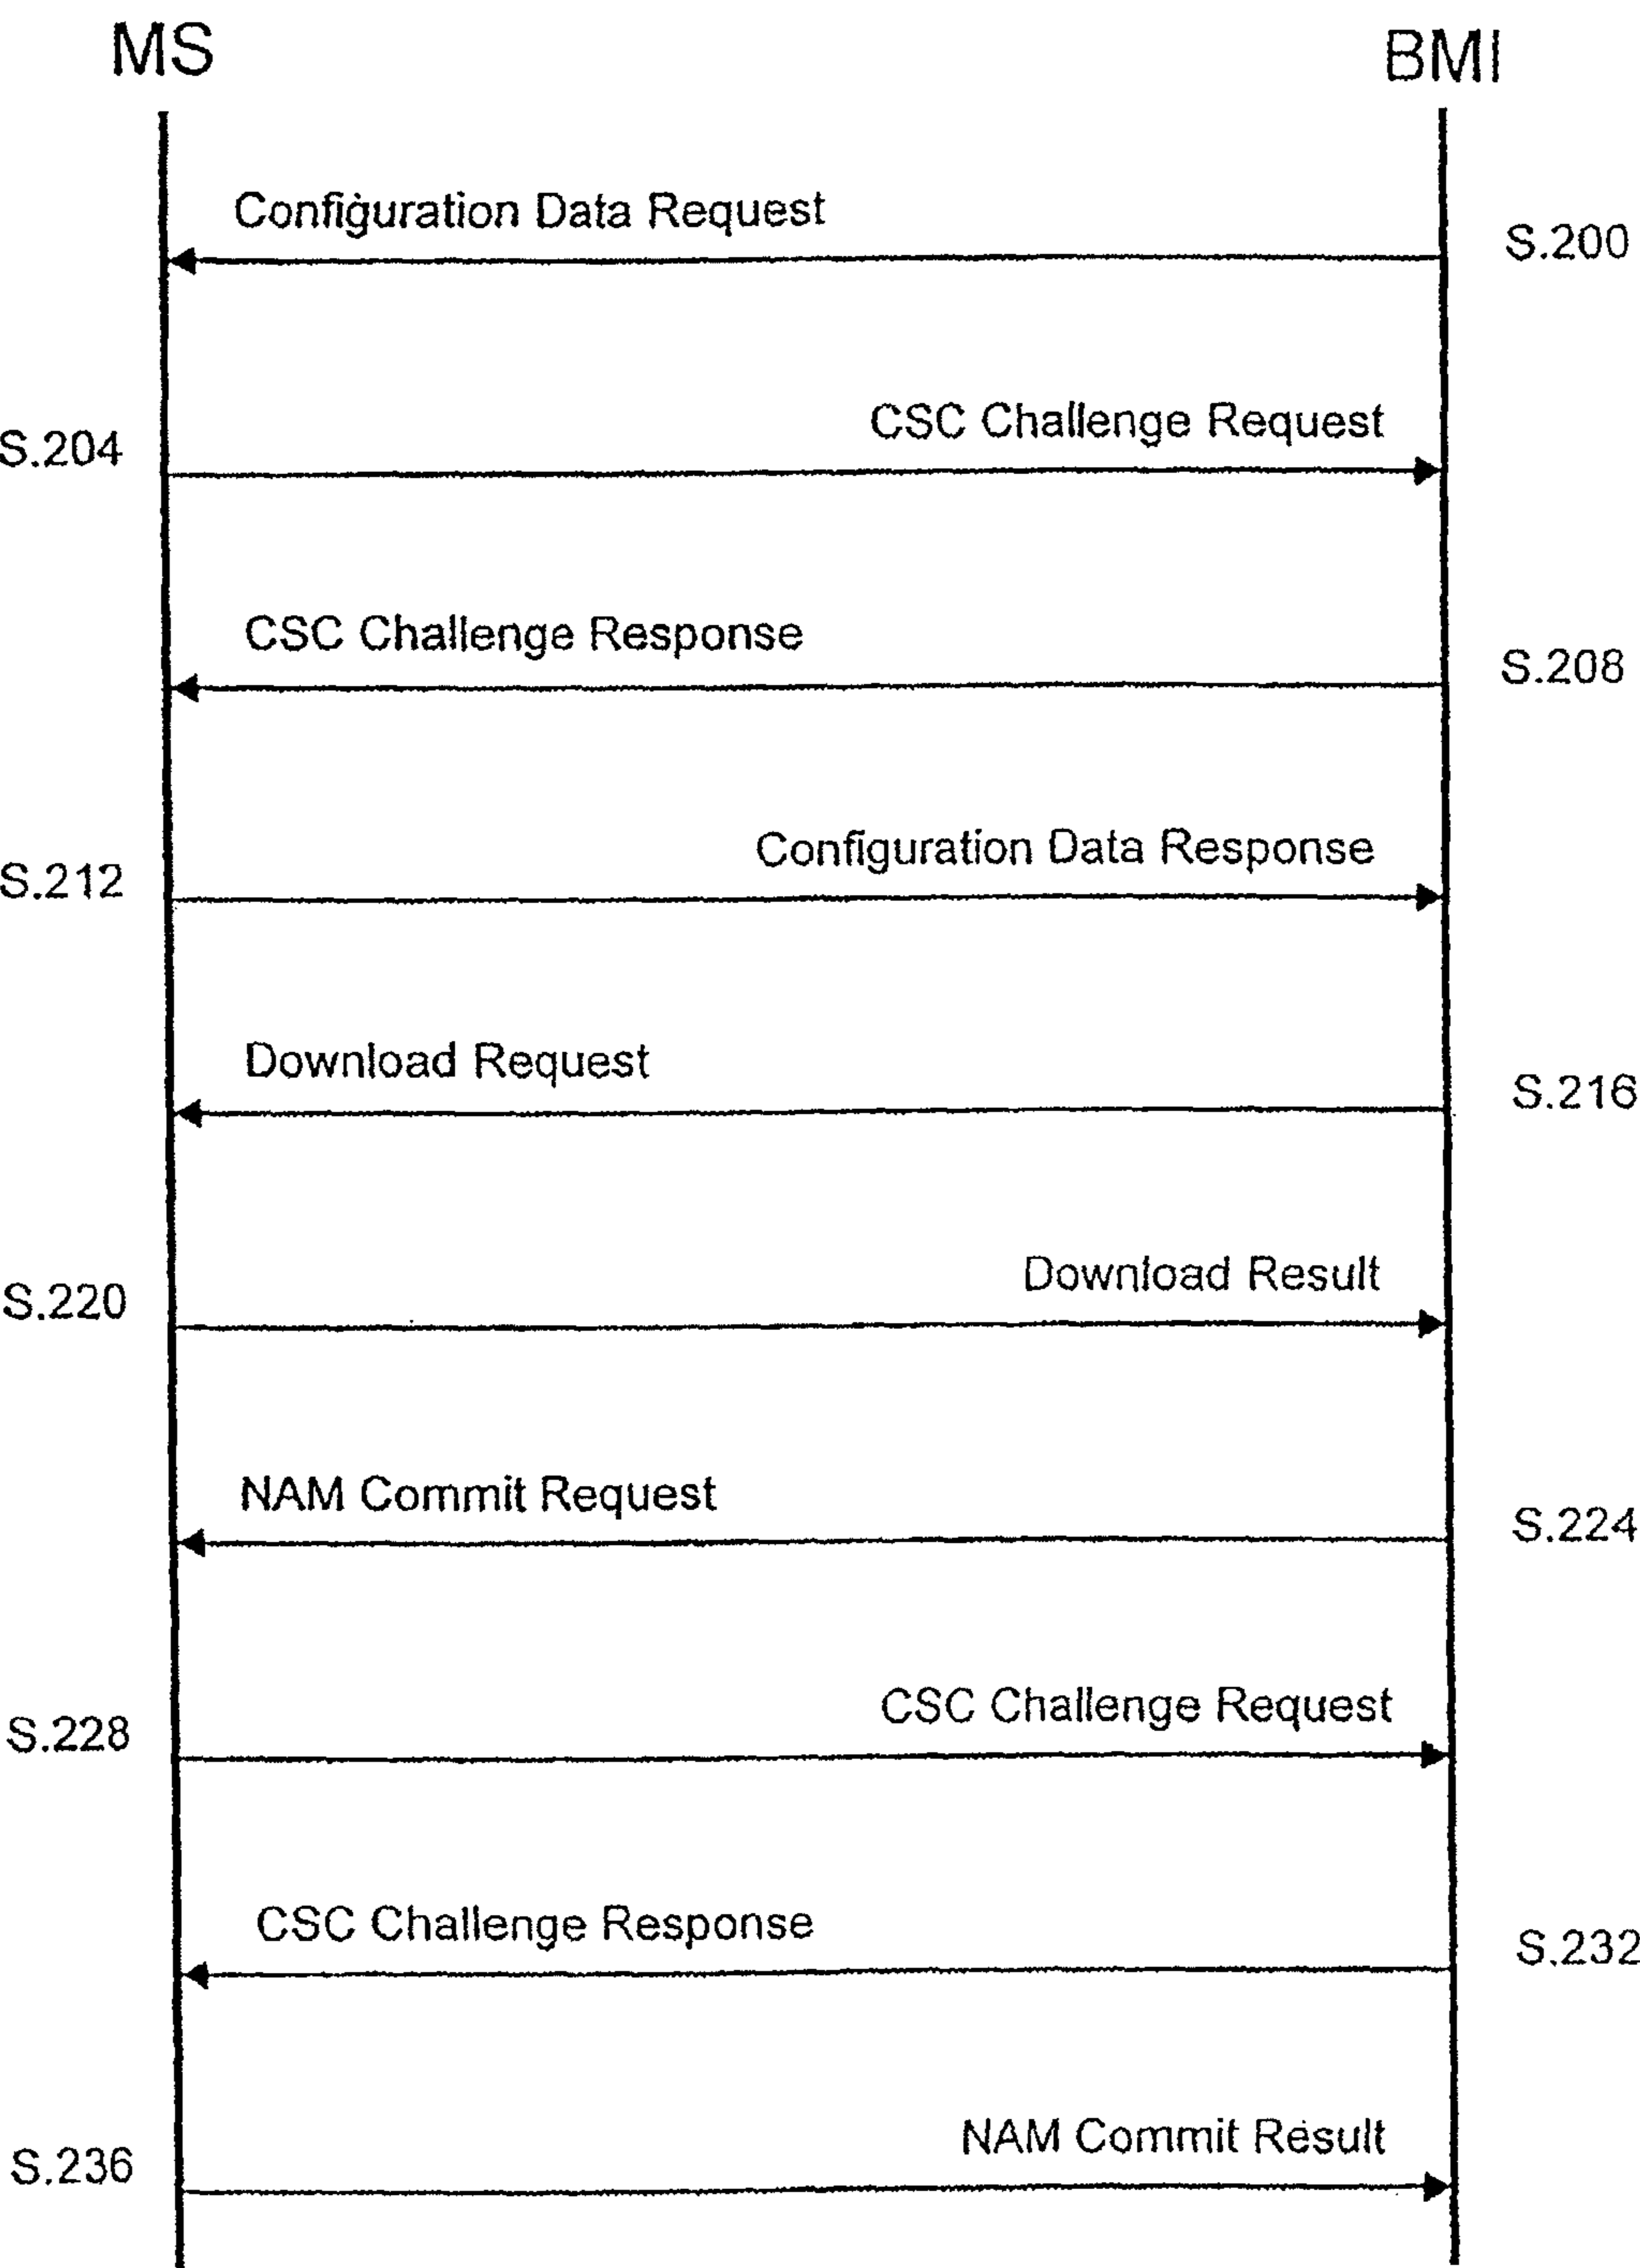 MS
BMI
Configuration Data Request
S.200
CSC Challenge Request
S.204
CSC Challenge Response
S.208
Configuration Data Response
S.212
Download Request
S.216
Download Result
S.220
NAM Commit Request
S.224
CSC Challenge Request
S.228
CSC Challenge Response
S.232
NAM Commit Result
S.236